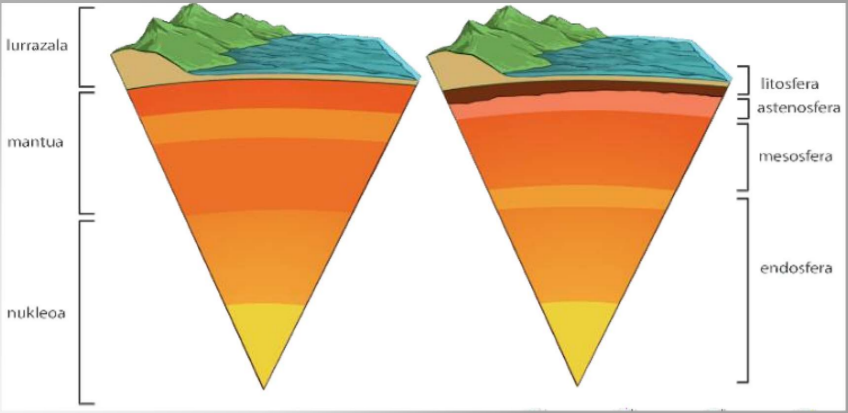 lurrazala
mantua
nukleoa
litosfera
astenosfera
mesosfera
endosfera